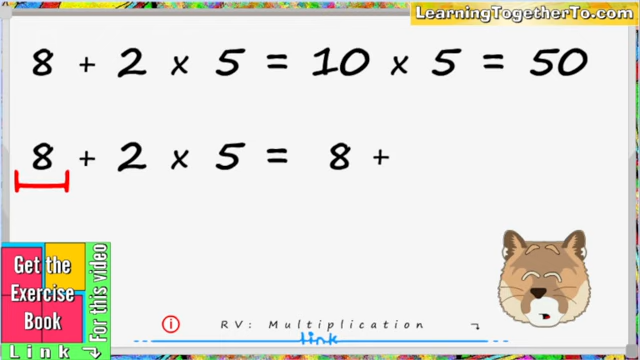 LearningTogetherTo.com
8 + 2 x 5 = 10 x 5 = 50
8 + 2 x 5 = 8 +
Get the
Exercise
Book
Link
For this video
i RV: Multiplication
link